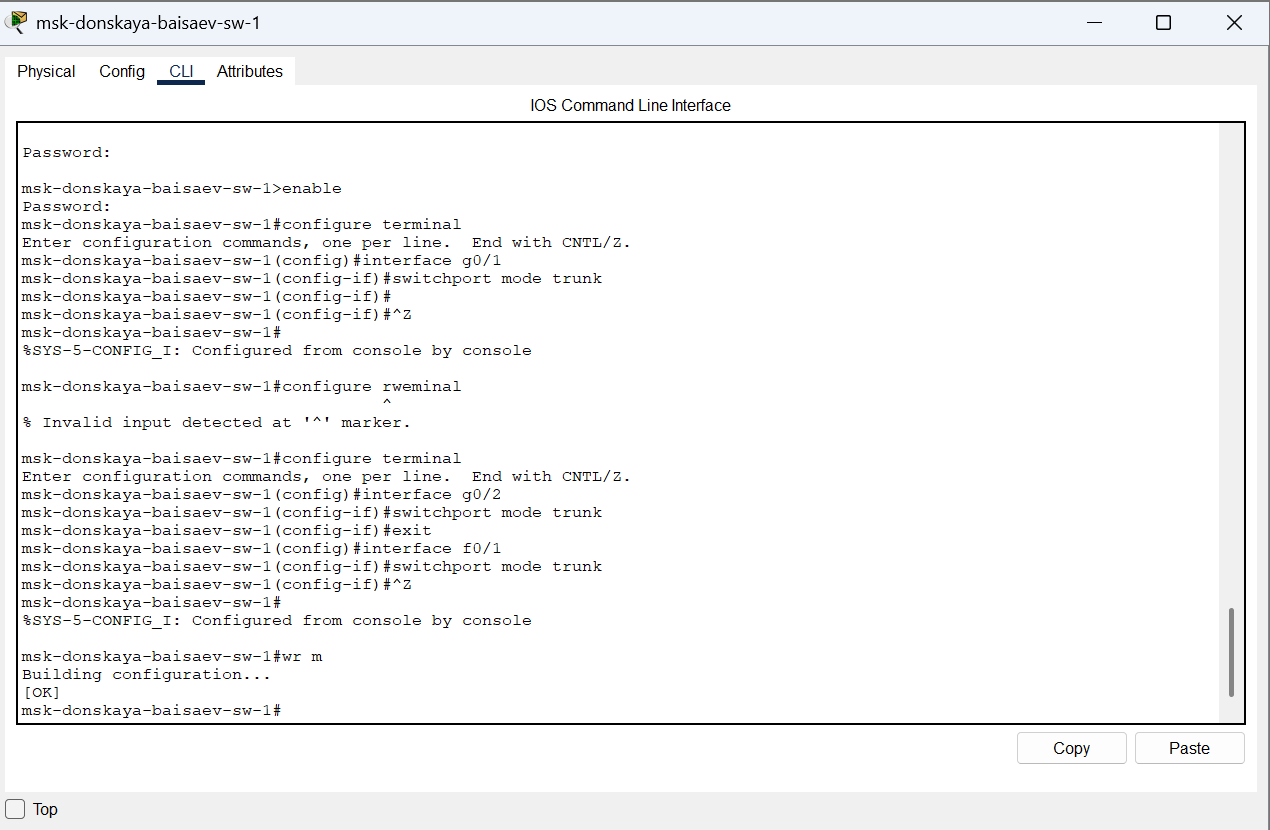 msk-donskaya-baisaev-sw-1
Physical Config CLI Attributes
IOS Command Line Interface
Password:
msk-donskaya-baisaev-sw-1>enable
Password:
msk-donskaya-baisaev-sw-1#configure terminal
Enter configuration commands, one per line.  End with CNTL/Z.
msk-donskaya-baisaev-sw-1(config)#interface g0/1
msk-donskaya-baisaev-sw-1(config-if)#switchport mode trunk
msk-donskaya-baisaev-sw-1(config-if)#
msk-donskaya-baisaev-sw-1(config-if)#^Z
msk-donskaya-baisaev-sw-1#
%SYS-5-CONFIG_I: Configured from console by console
msk-donskaya-baisaev-sw-1#configure rweminal
^
% Invalid input detected at '^' marker.
msk-donskaya-baisaev-sw-1#configure terminal
Enter configuration commands, one per line.  End with CNTL/Z.
msk-donskaya-baisaev-sw-1(config)#interface g0/2
msk-donskaya-baisaev-sw-1(config-if)#switchport mode trunk
msk-donskaya-baisaev-sw-1(config-if)#exit
msk-donskaya-baisaev-sw-1(config)#interface f0/1
msk-donskaya-baisaev-sw-1(config-if)#switchport mode trunk
msk-donskaya-baisaev-sw-1(config-if)#^Z
msk-donskaya-baisaev-sw-1#
%SYS-5-CONFIG_I: Configured from console by console
msk-donskaya-baisaev-sw-1#wr m
Building configuration...
[OK]
msk-donskaya-baisaev-sw-1#
Copy Paste
Top